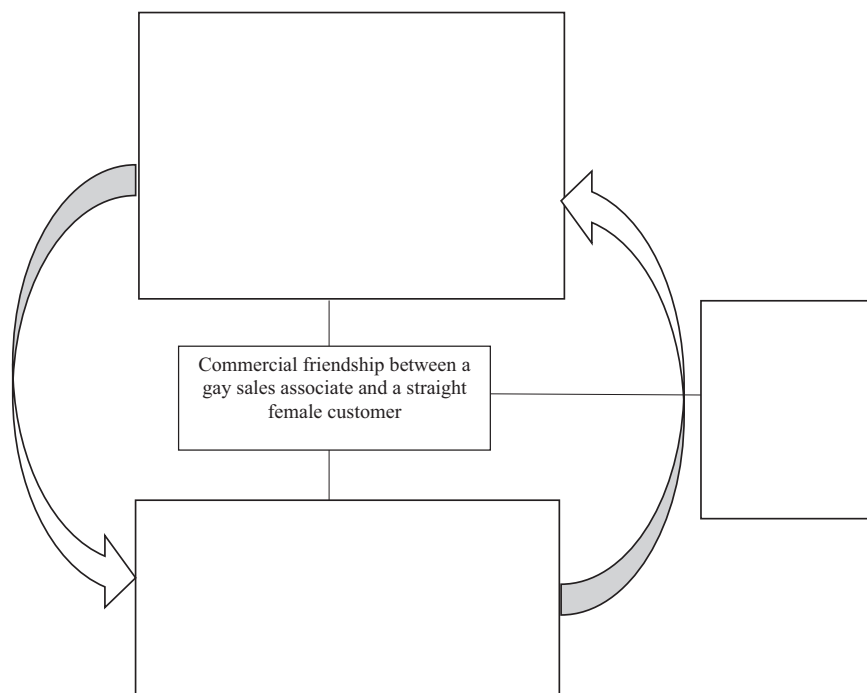 Commercial friendship between a
gay sales associate and a straight
female customer